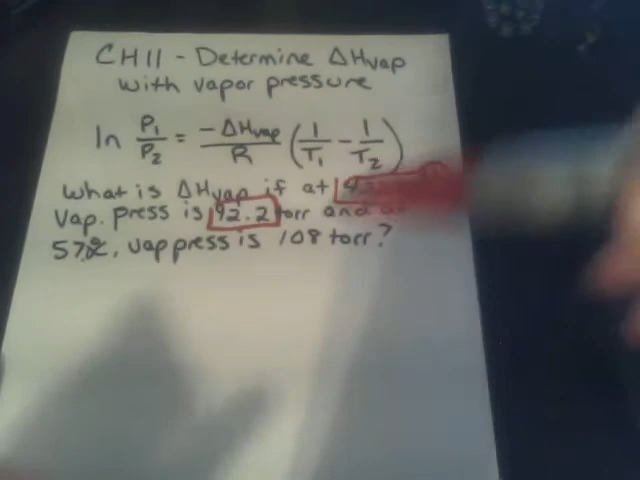 CH11 - Determine ΔHvap
with vapor pressure
ln P₁/P₂ = -ΔHvap/R (1/T₁ - 1/T₂)
What is ΔHvap if at
Vap. press is 92.2 torr and
vap press is 108 torr?